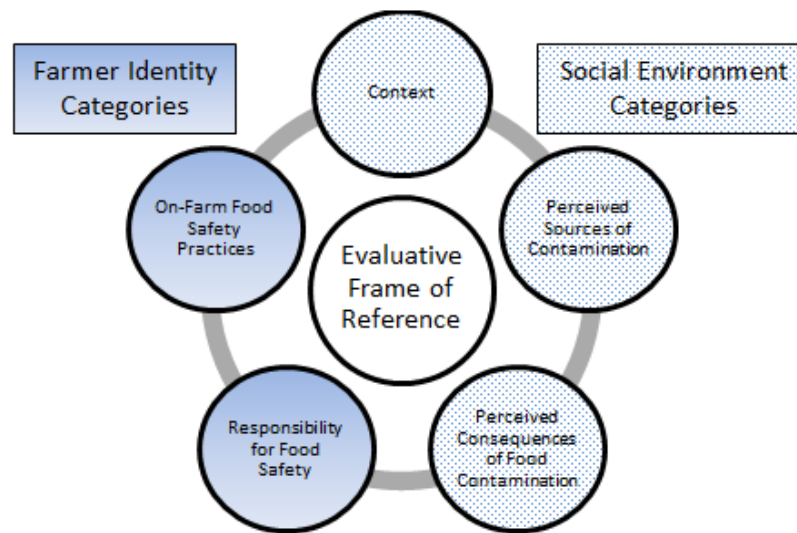 Farmer Identity
Categories
Context
Social Environment
Categories
On-Farm Food
Safety
Practices
Evaluative
Frame of
Reference
Perceived
Sources of
Contamination
Responsibility
for Food
Safety
Perceived
Consequences
of Food
Contamination